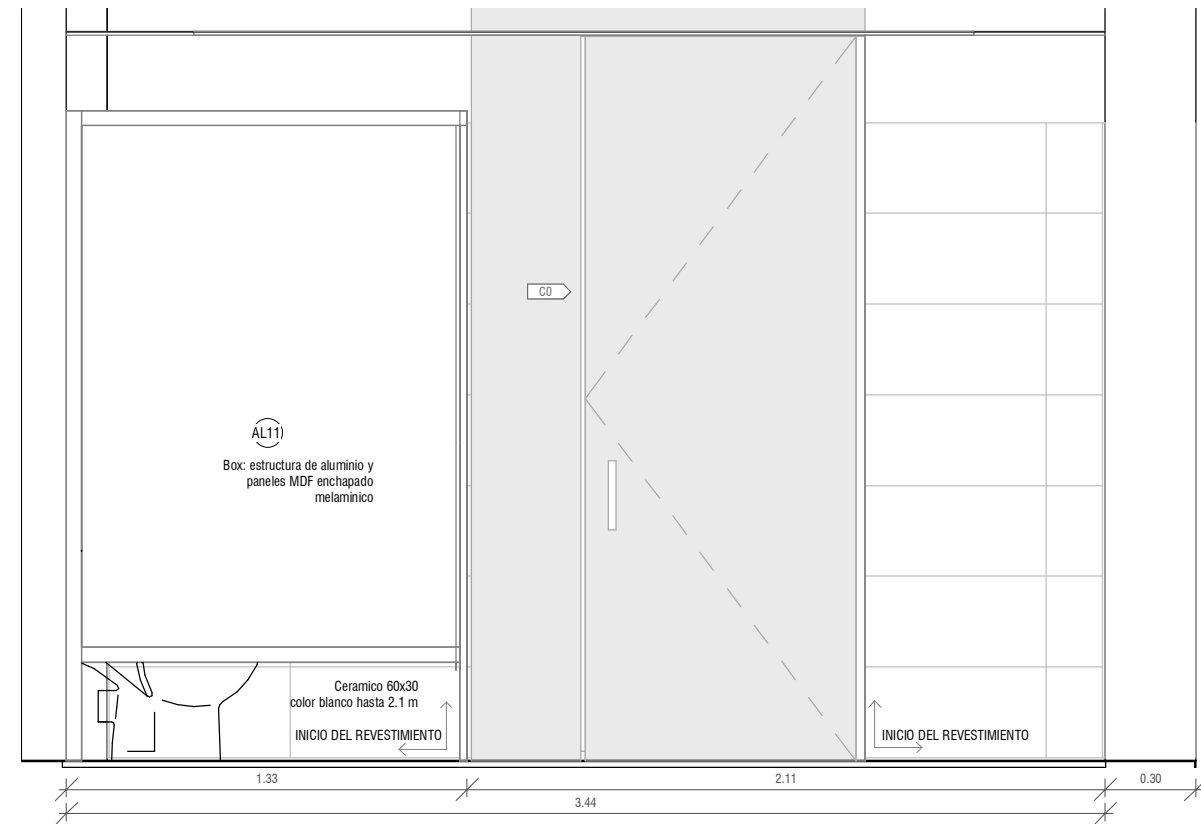 C0
AL11
Box: estructura de aluminio y
paneles MDF enchapado
melaminico
Ceramico 60x30
color blanco hasta 2.1 m
INICIO DEL REVESTIMIENTO
INICIO DEL REVESTIMIENTO
1.33
2.11
0.30
3.44